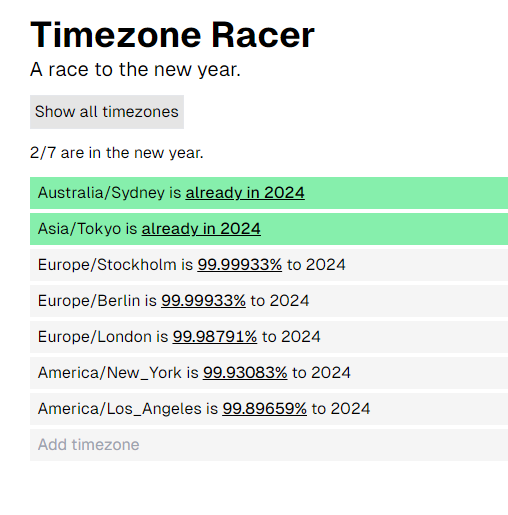 Timezone Racer
A race to the new year.
Show all timezones
2/7 are in the new year.
Australia/Sydney is already in 2024
Asia/Tokyo is already in 2024
Europe/Stockholm is 99.99933% to 2024
Europe/Berlin is 99.99933% to 2024
Europe/London is 99.98791% to 2024
America/New_York is 99.93083% to 2024
America/Los_Angeles is 99.89659% to 2024
Add timezone